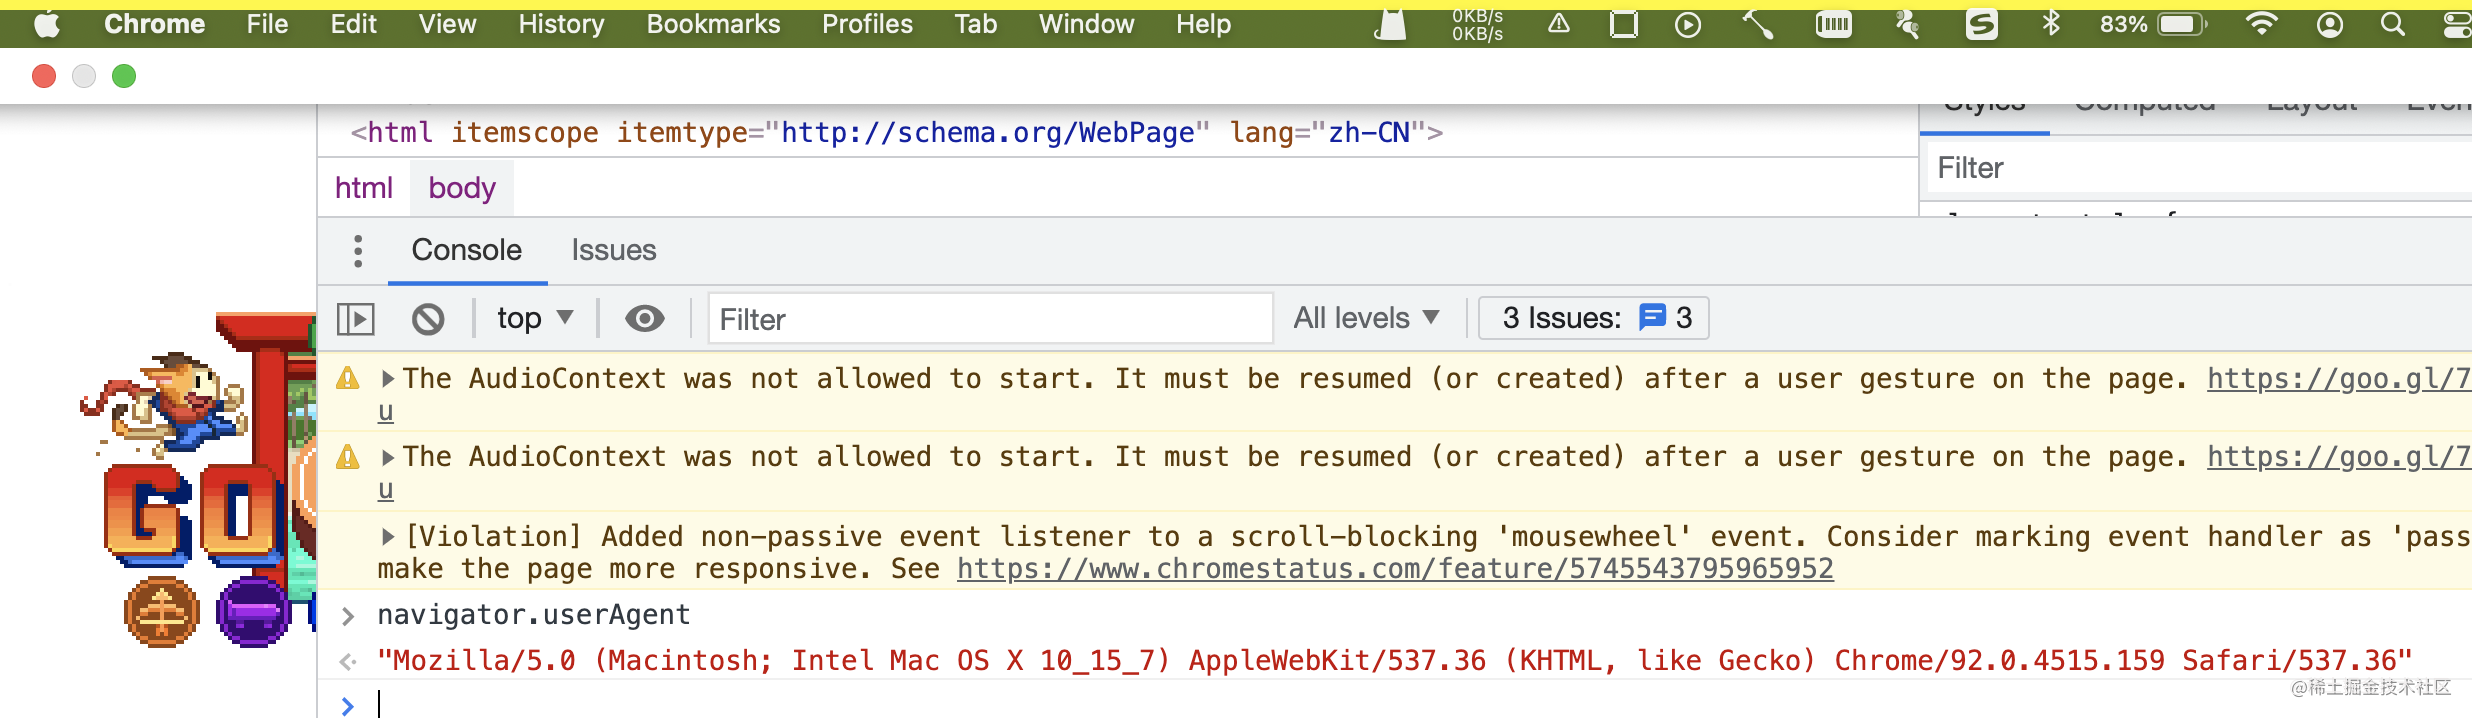 Chrome File Edit View History Bookmarks Profiles Tab Window Help 0KB/s 83%
0KB/s
Styles Computed Layout Even
<html itemscope itemtype="http://schema.org/WebPage" lang="zh-CN">
Filter
html body
Console Issues
top Filter All levels 3 Issues: 3
The AudioContext was not allowed to start. It must be resumed (or created) after a user gesture on the page. https://goo.gl/7
u
The AudioContext was not allowed to start. It must be resumed (or created) after a user gesture on the page. https://goo.gl/7
u
[Violation] Added non-passive event listener to a scroll-blocking 'mousewheel' event. Consider marking event handler as 'pass
make the page more responsive. See https://www.chromestatus.com/feature/5745543795965952
GO
navigator.userAgent
"Mozilla/5.0 (Macintosh; Intel Mac OS X 10_15_7) AppleWebKit/537.36 (KHTML, like Gecko) Chrome/92.0.4515.159 Safari/537.36"
@稀土掘金技术社区